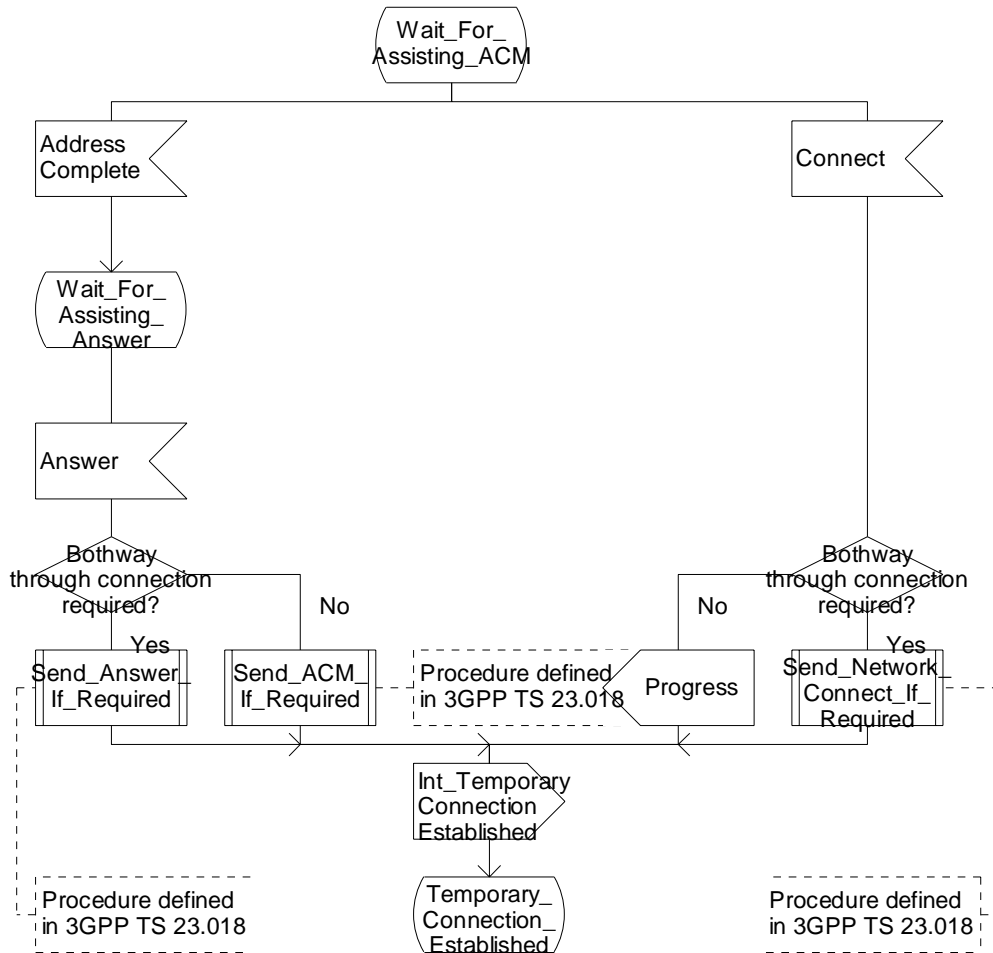 Wait_For_
Assisting_ACM
Address
Complete
Connect
Wait_For_
Assisting_
Answer
Answer
Bothway
through connection
required?
Bothway
through connection
required?
No
No
Yes
Yes
Send_Answer_
If_Required
Send_ACM_
If_Required
Procedure defined
in 3GPP TS 23.018
Progress
Send_Network_
Connect_If_
Required
Int_Temporary
Connection
Established
Procedure defined
in 3GPP TS 23.018
Temporary_
Connection_
Established
Procedure defined
in 3GPP TS 23.018